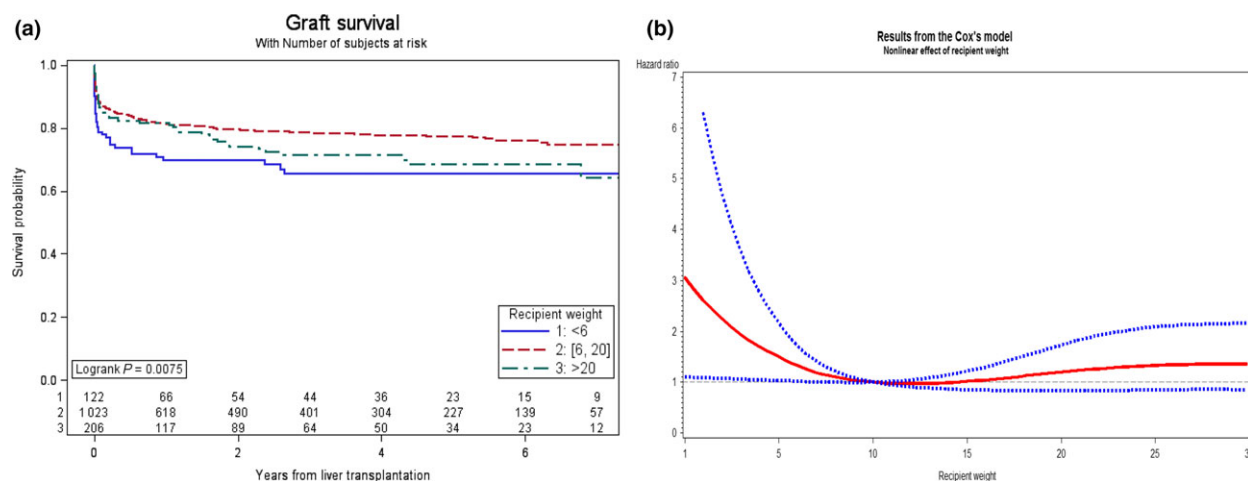 (a)
Graft survival
With Number of subjects at risk
1.0
0.8
0.6
0.4
0.2
0.0
Survival probability
Recipient weight
1: <6
2: [6, 20]
3: >20
Logrank P = 0.0075
1 122 66 54 44 36 23 15 9
2 1 023 618 490 401 304 227 139 57
3 206 117 89 64 50 34 23 12
0 2 4 6
Years from liver transplantation
(b)
Results from the Cox's model
Nonlinear effect of recipient weight
Hazard ratio
7
6
5
4
3
2
1
0
1 5 10 15 20 25 3
Recipient weight